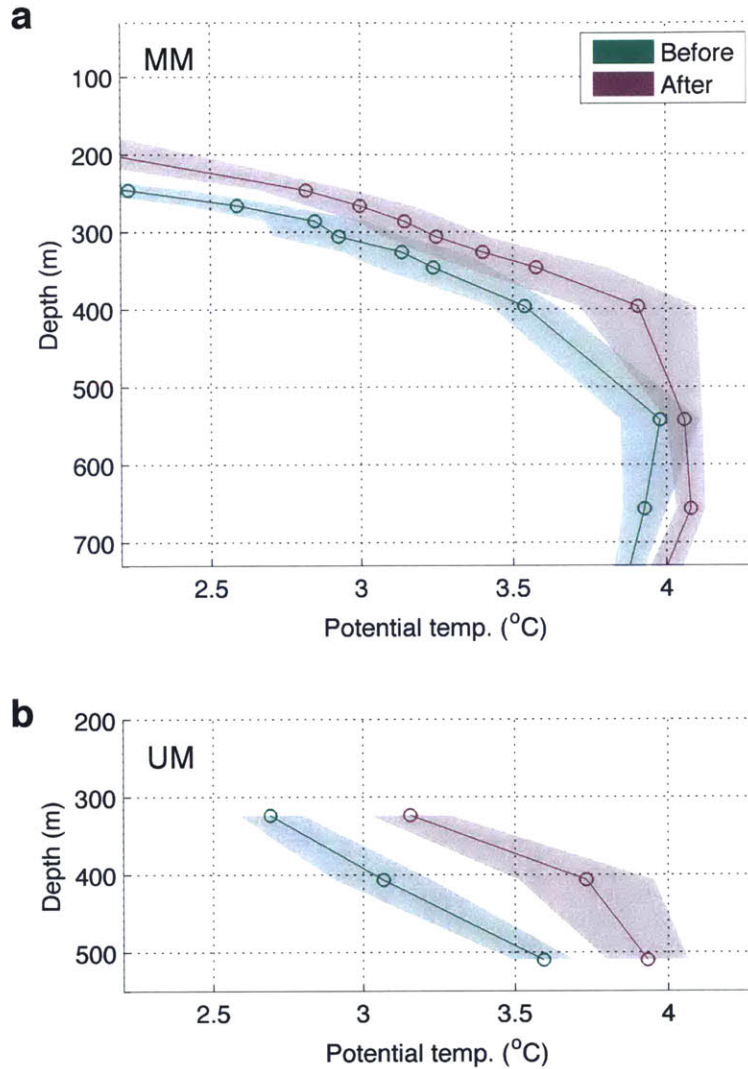 a
MM
Before
After
100
200
300
400
500
600
700
Depth (m)
2.5 3 3.5 4
Potential temp. (°C)
b
UM
200
300
400
500
Depth (m)
2.5 3 3.5 4
Potential temp. (°C)